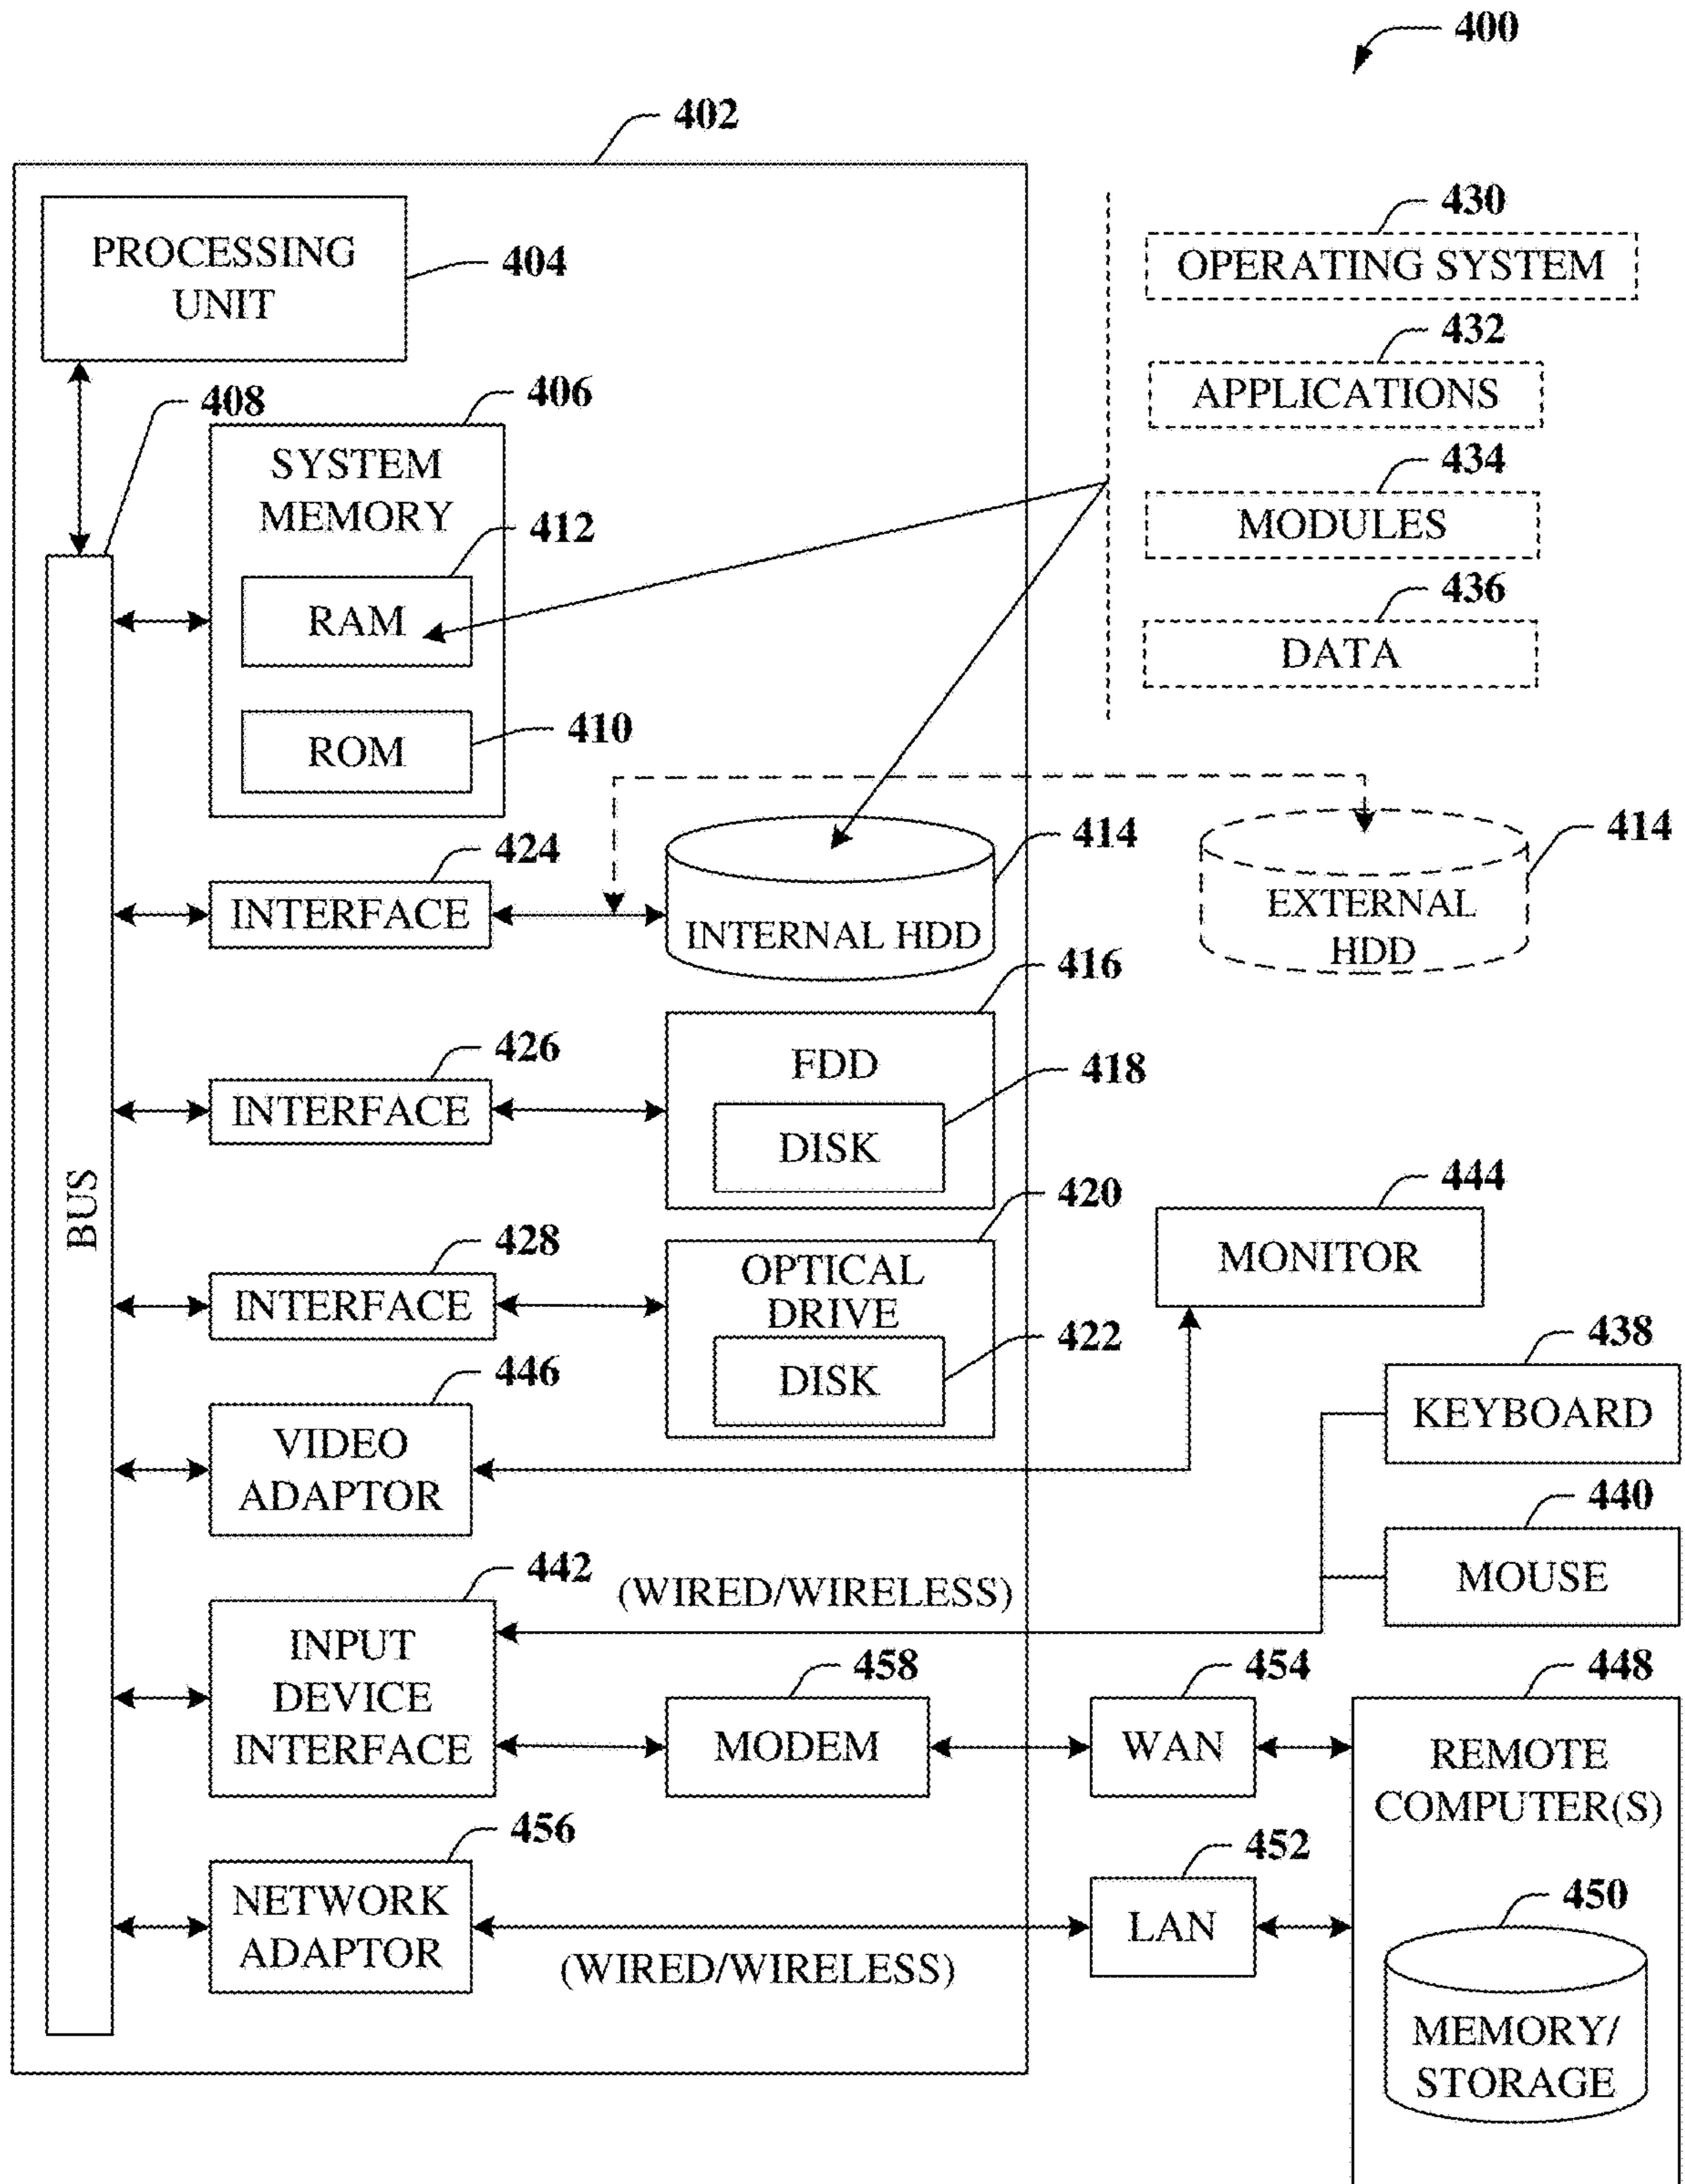 400
402
PROCESSING
UNIT
404
430
OPERATING SYSTEM
432
APPLICATIONS
434
MODULES
436
DATA
408
406
SYSTEM
MEMORY
412
RAM
410
ROM
424
INTERFACE
414
INTERNAL HDD
414
EXTERNAL
HDD
426
INTERFACE
416
FDD
418
DISK
BUS
428
INTERFACE
420
OPTICAL
DRIVE
422
DISK
444
MONITOR
446
VIDEO
ADAPTOR
438
KEYBOARD
440
MOUSE
442
INPUT
DEVICE
INTERFACE
(WIRED/WIRELESS)
458
MODEM
454
WAN
448
REMOTE
COMPUTER(S)
456
NETWORK
ADAPTOR
(WIRED/WIRELESS)
452
LAN
450
MEMORY/
STORAGE